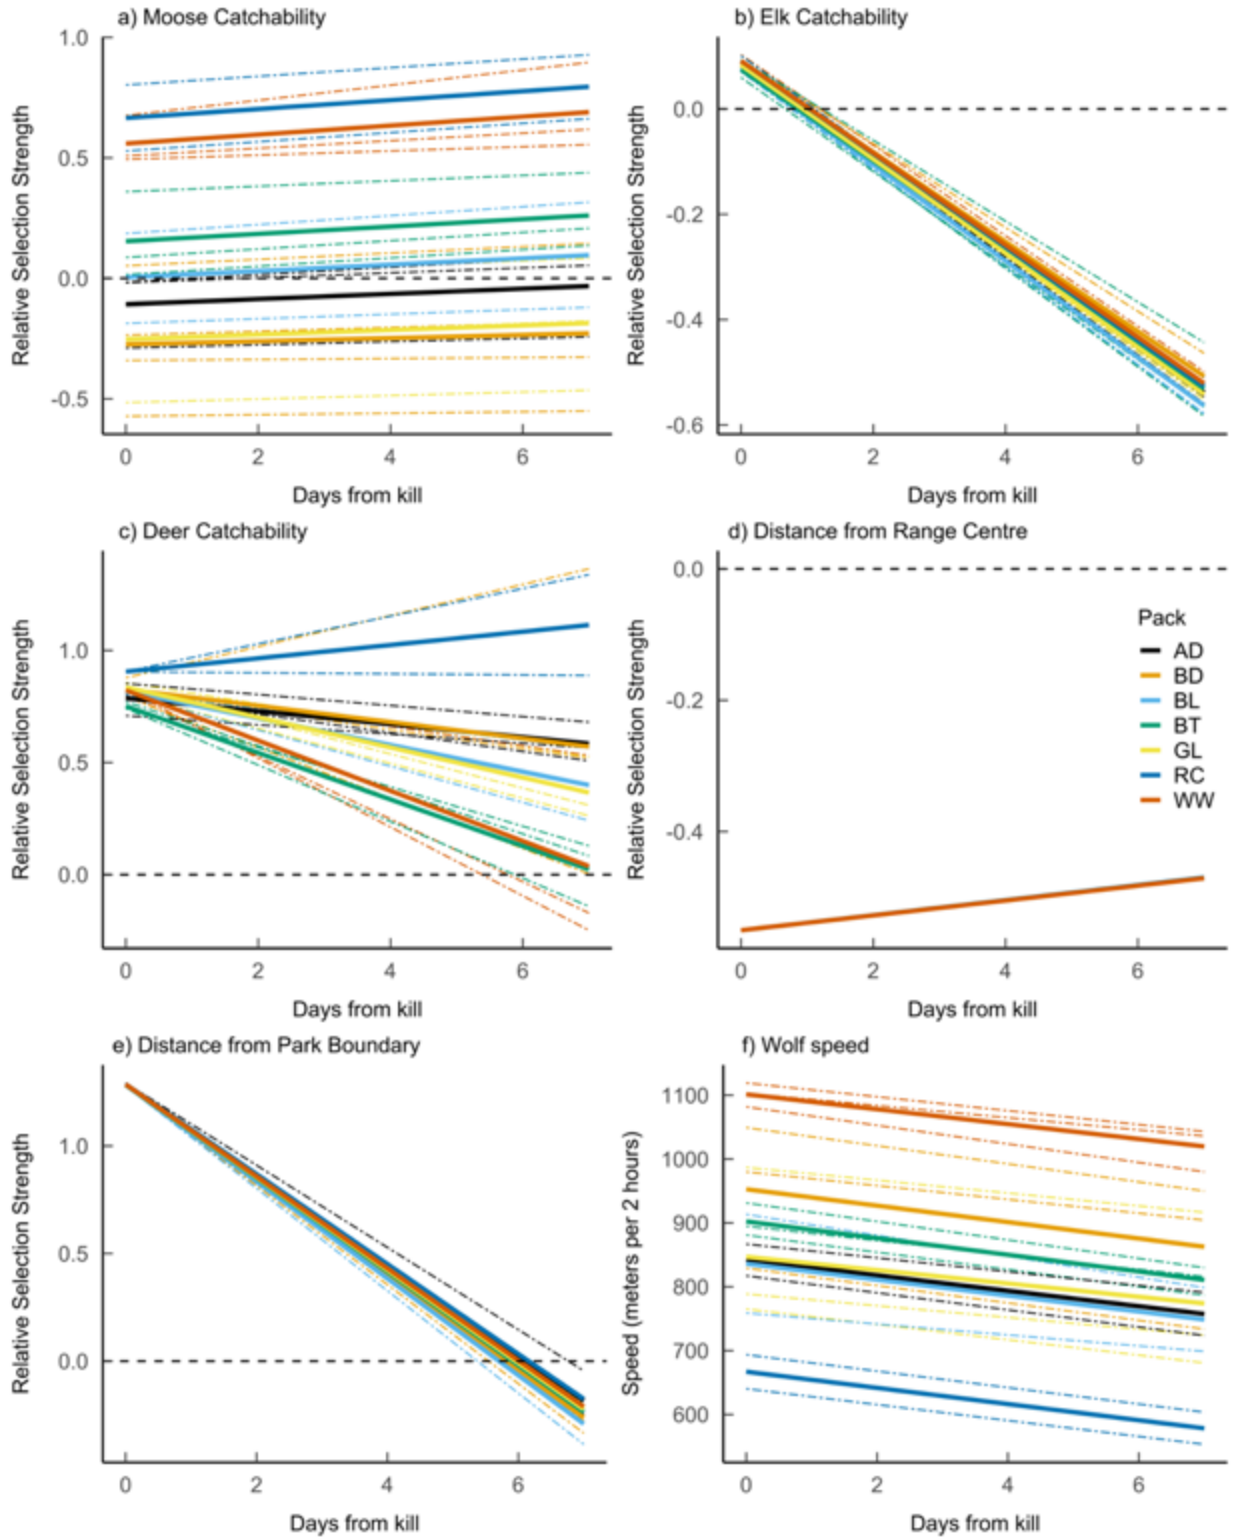 a) Moose Catchability
1.0
0.5
0.0
-0.5
Relative Selection Strength
0 2 4 6
Days from kill
b) Elk Catchability
0.0
-0.2
-0.4
-0.6
Relative Selection Strength
0 2 4 6
Days from kill
c) Deer Catchability
1.0
0.5
0.0
Relative Selection Strength
0 2 4 6
Days from kill
d) Distance from Range Centre
0.0
-0.2
-0.4
Relative Selection Strength
0 2 4 6
Days from kill
Pack
AD
BD
BL
BT
GL
RC
WW
e) Distance from Park Boundary
1.0
0.5
0.0
Relative Selection Strength
0 2 4 6
Days from kill
f) Wolf speed
1100
1000
900
800
700
600
Speed (meters per 2 hours)
0 2 4 6
Days from kill